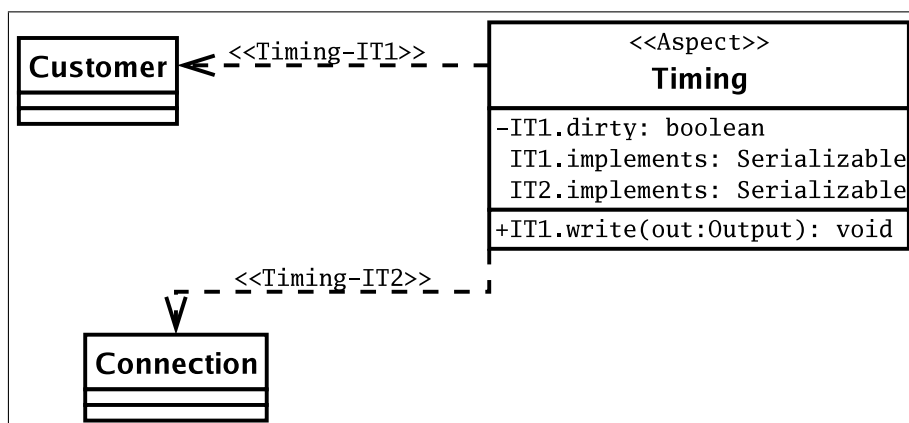 Customer
<<Timing-IT1>>
<<Aspect>>
Timing
-IT1.dirty: boolean
IT1.implements: Serializable
IT2.implements: Serializable
+IT1.write(out:Output): void
<<Timing-IT2>>
Connection